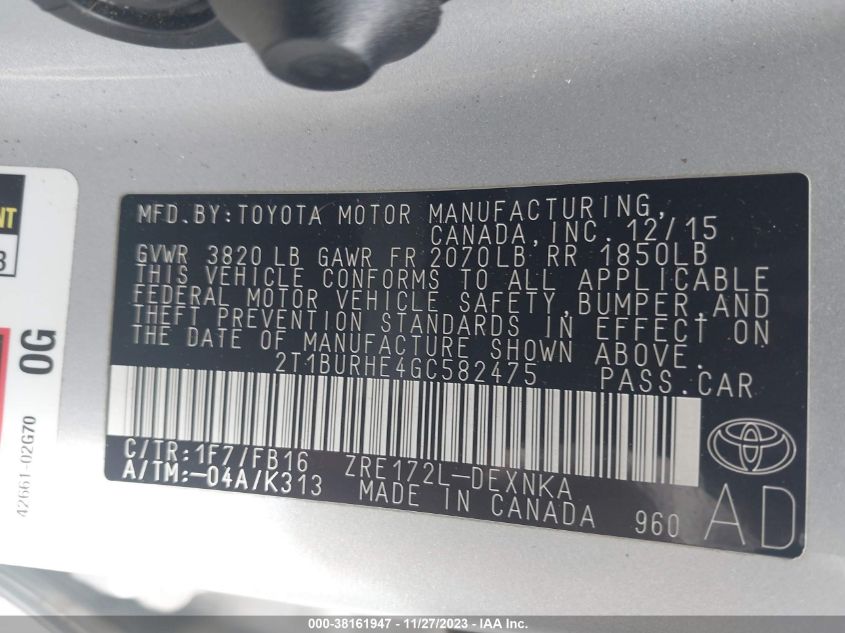 MFD.BY:TOYOTA MOTOR MANUFACTURING,
CANADA,INC. 12/15
GVWR 3820 LB GAWR FR 2070LB RR 1850LB
THIS VEHICLE CONFORMS TO ALL APPLICABLE
FEDERAL MOTOR VEHICLE SAFETY,BUMPER,AND
THEFT PREVENTION STANDARDS IN EFFECT ON
THE DATE OF MANUFACTURE SHOWN ABOVE.
2T1BURHE4GC582475 PASS.CAR
C/TR:1F7/FB16 ZRE172L-DEXNKA
A/TM:-04A/K313 MADE IN CANADA 960
AD
NT
3
OG
42661-02G70
000-38161947 - 11/27/2023 - IAA Inc.